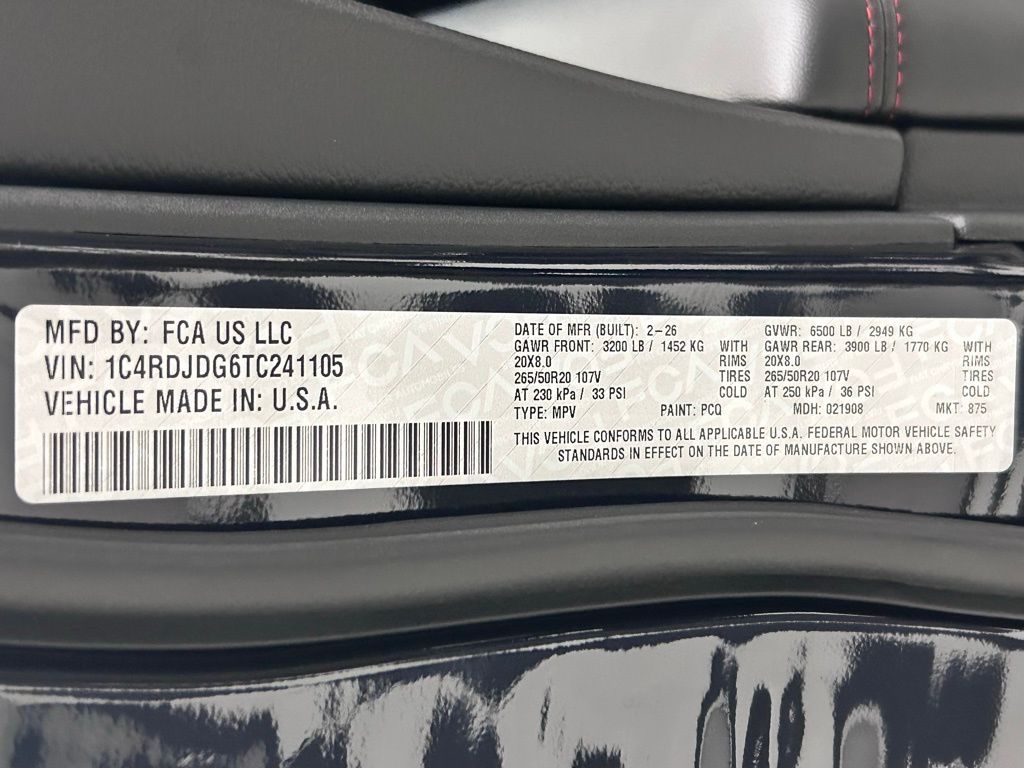 MFD BY: FCA US LLC
VIN: 1C4RDJDG6TC241105
VEHICLE MADE IN: U.S.A.
DATE OF MFR (BUILT): 2-26 GVWR: 6500 LB / 2949 KG
GAWR FRONT: 3200 LB / 1452 KG WITH GAWR REAR: 3900 LB / 1770 KG WITH
20X8.0 RIMS 20X8.0 RIMS
265/50R20 107V TIRES 265/50R20 107V TIRES
AT 230 kPa / 33 PSI COLD AT 250 kPa / 36 PSI COLD
TYPE: MPV PAINT: PCQ MDH: 021908 MKT: 875
THIS VEHICLE CONFORMS TO ALL APPLICABLE U.S.A. FEDERAL MOTOR VEHICLE SAFETY
STANDARDS IN EFFECT ON THE DATE OF MANUFACTURE SHOWN ABOVE.